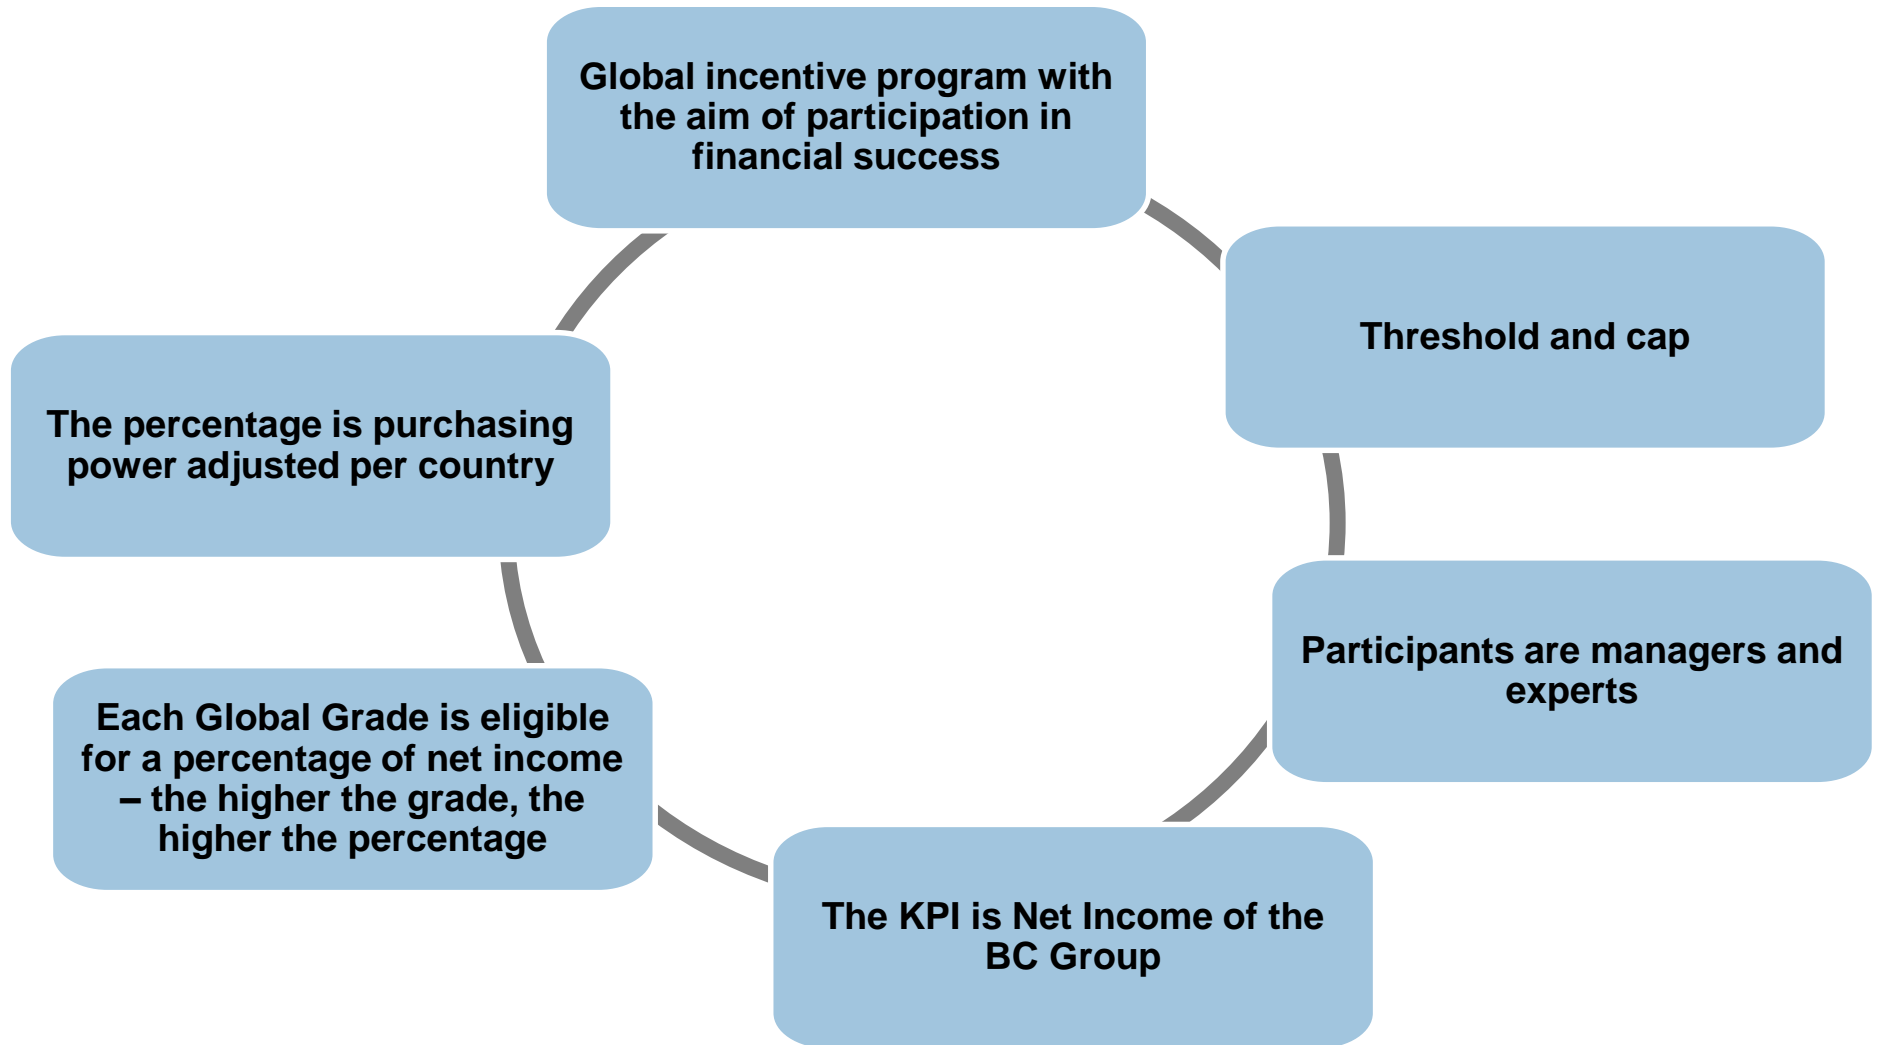 Global incentive program with
the aim of participation in
financial success
Threshold and cap
Participants are managers and
experts
The KPI is Net Income of the
BC Group
Each Global Grade is eligible
for a percentage of net income
– the higher the grade, the
higher the percentage
The percentage is purchasing
power adjusted per country